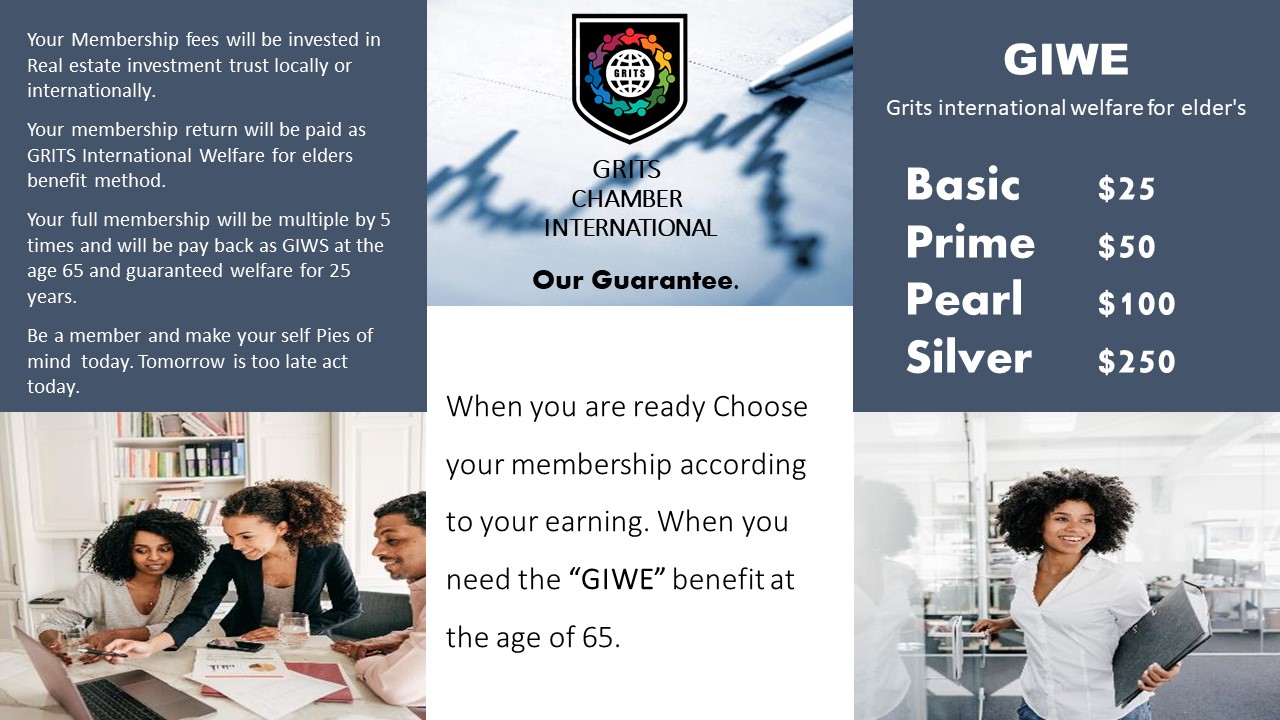 Your Membership fees will be invested in
Real estate investment trust locally or
internationally.
Your membership return will be paid as
GRITS International Welfare for elders
benefit method.
Your full membership will be multiple by 5
times and will be pay back as GIWS at the
age 65 and guaranteed welfare for 25
years.
Be a member and make your self Pies of
mind today. Tomorrow is too late act
today.
GRITS
GRITS
CHAMBER
INTERNATIONAL
Our Guarantee.
When you are ready Choose
your membership according
to your earning. When you
need the “GIWE” benefit at
the age of 65.
GIWE
Grits international welfare for elder's
Basic $25
Prime $50
Pearl $100
Silver $250